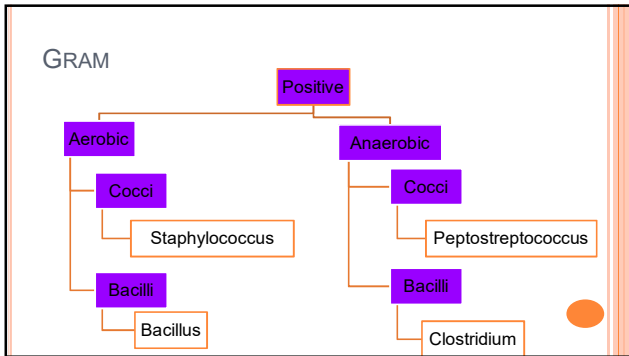 GRAM
Positive
Aerobic
Anaerobic
Cocci
Cocci
Staphylococcus
Peptostreptococcus
Bacilli
Bacilli
Bacillus
Clostridium